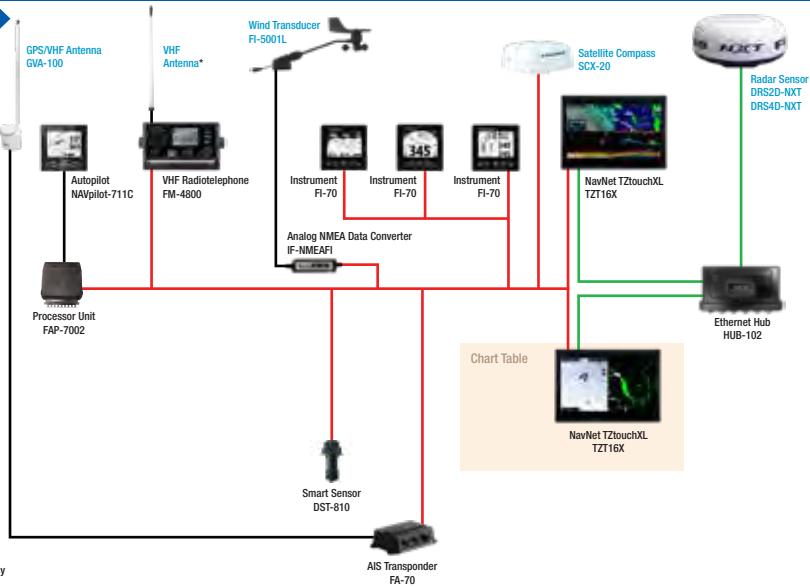 GPS/VHF Antenna
GVA-100
VHF
Antenna*
Wind Transducer
FI-5001L
Satellite Compass
SCX-20
NXT
Radar Sensor
DRS2D-NXT
DRS4D-NXT
Autopilot
NAVpilot-711C
VHF Radiotelephone
FM-4800
345
Instrument
FI-70
Instrument
FI-70
Instrument
FI-70
NavNet TZtouchXL
TZT16X
Analog NMEA Data Converter
IF-NMEAFI
Processor Unit
FAP-7002
Ethernet Hub
HUB-102
Chart Table
NavNet TZtouchXL
TZT16X
Smart Sensor
DST-810
AIS Transponder
FA-70
y